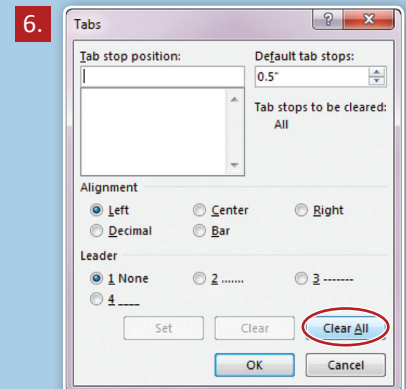 6.
Tabs
Tab stop position: Default tab stops:
0.5"
Tab stops to be cleared:
All
Alignment
Left Center Right
Decimal Bar
Leader
1 None 2 ....... 3 -------
4 ____
Set Clear Clear All
OK Cancel